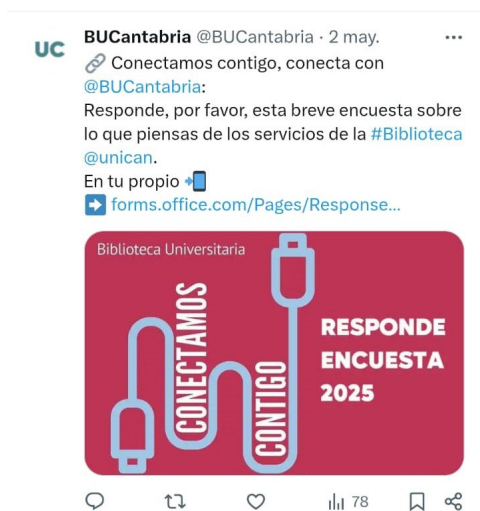 UC
BUCantabria @BUCantabria · 2 may.
🔗 Conectamos contigo, conecta con
@BUCantabria:
Responde, por favor, esta breve encuesta sobre
lo que piensas de los servicios de la #Biblioteca
@unican.
En tu propio 📲
➡️ forms.office.com/Pages/Response...
Biblioteca Universitaria
CONECTAMOS
CONTIGO
RESPONDE
ENCUESTA
2025
78